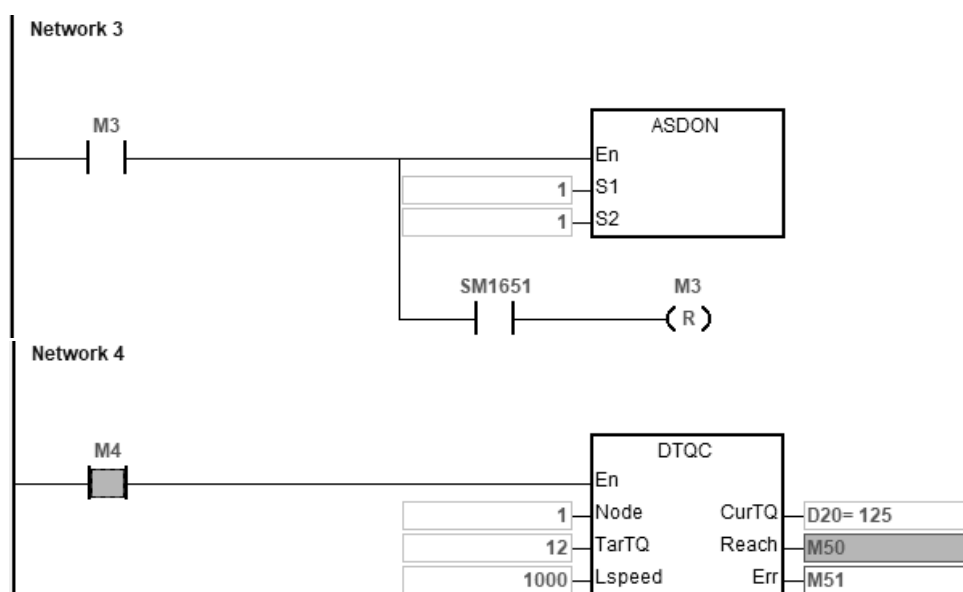 Network 3
M3
ASDON
En
1 S1
1 S2
SM1651 M3
R
Network 4
M4
DTQC
En
1 Node CurTQ D20= 125
12 TarTQ Reach M50
1000 Lspeed Err M51